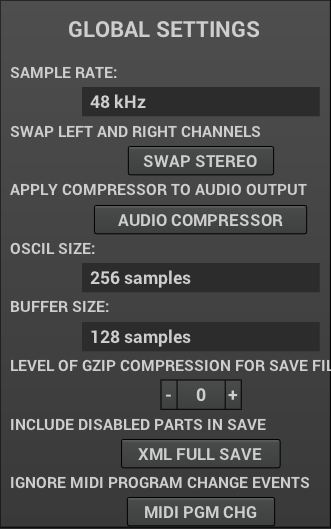 GLOBAL SETTINGS
SAMPLE RATE:
48 kHz
SWAP LEFT AND RIGHT CHANNELS
SWAP STEREO
APPLY COMPRESSOR TO AUDIO OUTPUT
AUDIO COMPRESSOR
OSCIL SIZE:
256 samples
BUFFER SIZE:
128 samples
LEVEL OF GZIP COMPRESSION FOR SAVE FIL
- 0 +
INCLUDE DISABLED PARTS IN SAVE
XML FULL SAVE
IGNORE MIDI PROGRAM CHANGE EVENTS
MIDI PGM CHG